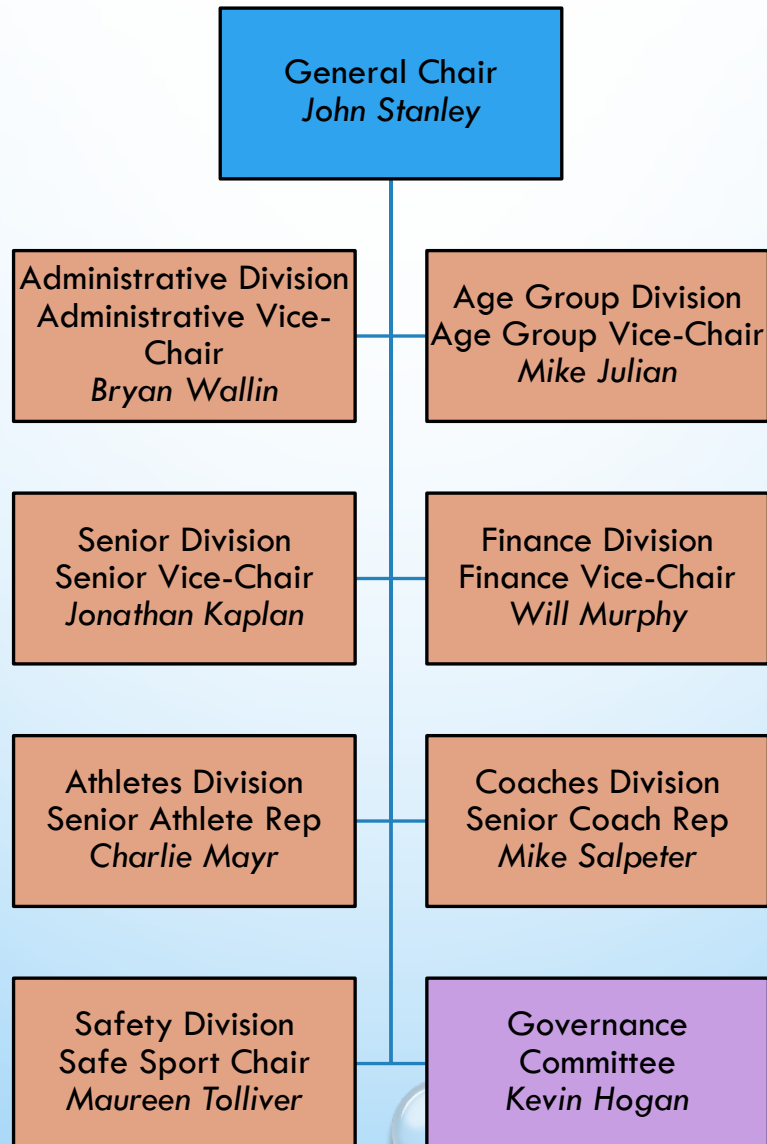 General Chair
John Stanley
Administrative Division
Administrative Vice-
Chair
Bryan Wallin
Age Group Division
Age Group Vice-Chair
Mike Julian
Senior Division
Senior Vice-Chair
Jonathan Kaplan
Finance Division
Finance Vice-Chair
Will Murphy
Athletes Division
Senior Athlete Rep
Charlie Mayr
Coaches Division
Senior Coach Rep
Mike Salpeter
Safety Division
Safe Sport Chair
Maureen Tolliver
Governance
Committee
Kevin Hogan